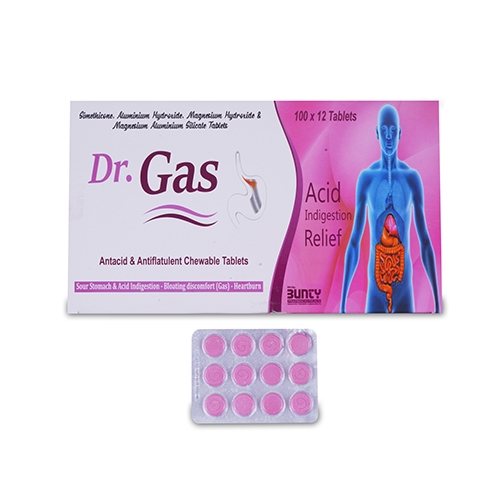 Simethicone, Aluminium Hydroxide, Magnesium Hydroxide &
Magnesium Aluminium Silicate Tablets
100 x 12 Tablets
Dr. Gas
Acid
Indigestion
Relief
Antacid & Antiflatulent Chewable Tablets
Sour Stomach & Acid Indigestion - Bloating discomfort (Gas) - Heartburn
BUNTY